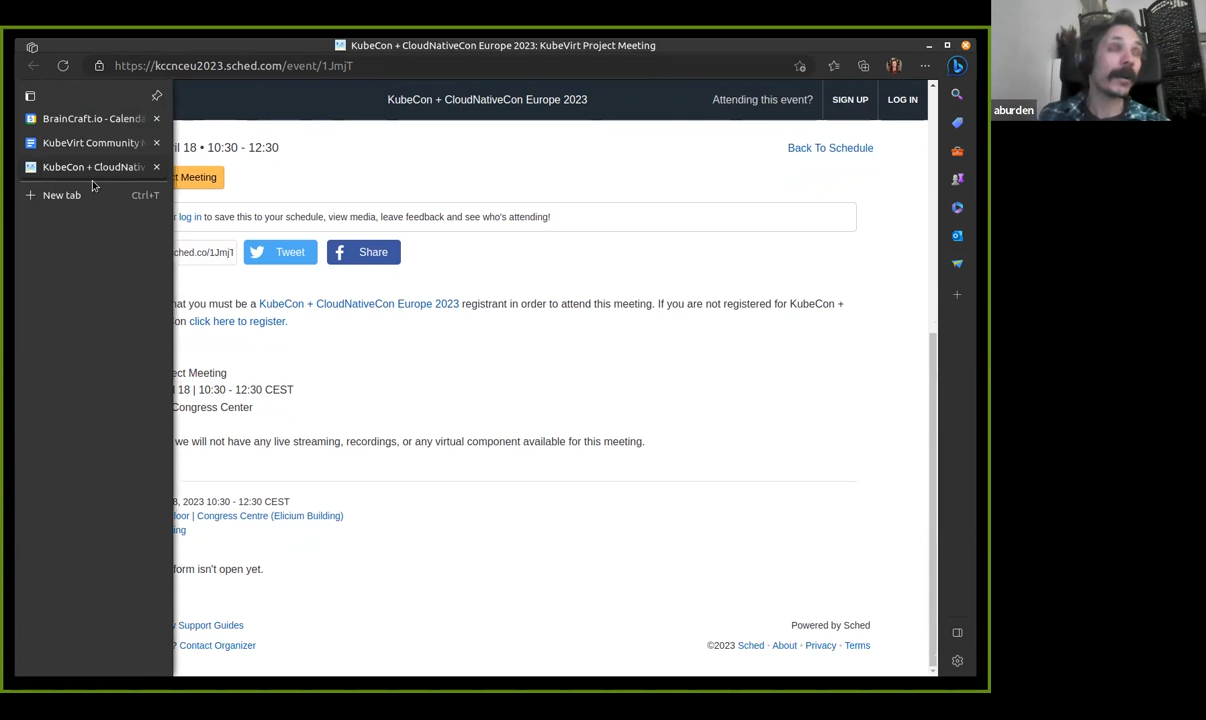 KubeCon + CloudNativeCon Europe 2023: KubeVirt Project Meeting
https://kccnceu2023.sched.com/event/1JmjT
KubeCon + CloudNativeCon Europe 2023
Attending this event?
SIGN UP
LOG IN
aburden
BrainCraft.io - Calenda
KubeVirt Community
KubeCon + CloudNativ
New tab
Ctrl+T
ril 18 • 10:30 - 12:30
Back To Schedule
ct Meeting
r log in to save this to your schedule, view media, leave feedback and see who's attending!
sched.co/1JmjT
Tweet
Share
hat you must be a KubeCon + CloudNativeCon Europe 2023 registrant in order to attend this meeting. If you are not registered for KubeCon +
Con click here to register.
ect Meeting
l 18 | 10:30 - 12:30 CEST
Congress Center
we will not have any live streaming, recordings, or any virtual component available for this meeting.
8, 2023 10:30 - 12:30 CEST
loor | Congress Centre (Elicium Building)
ing
form isn't open yet.
Support Guides
? Contact Organizer
Powered by Sched
©2023 Sched · About · Privacy · Terms